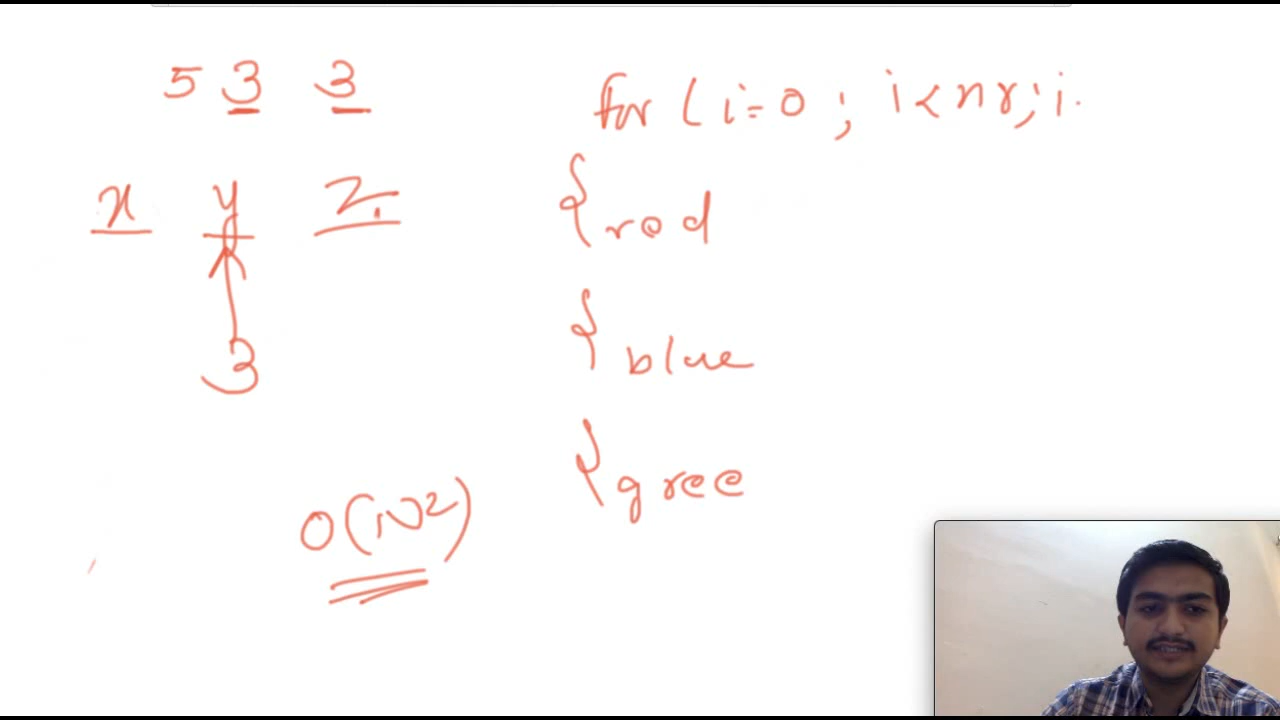 5 3 3
for ( i=0 ; i<nr; i.
x y z
{ red
3
{ blue
{ gree
O(N2)